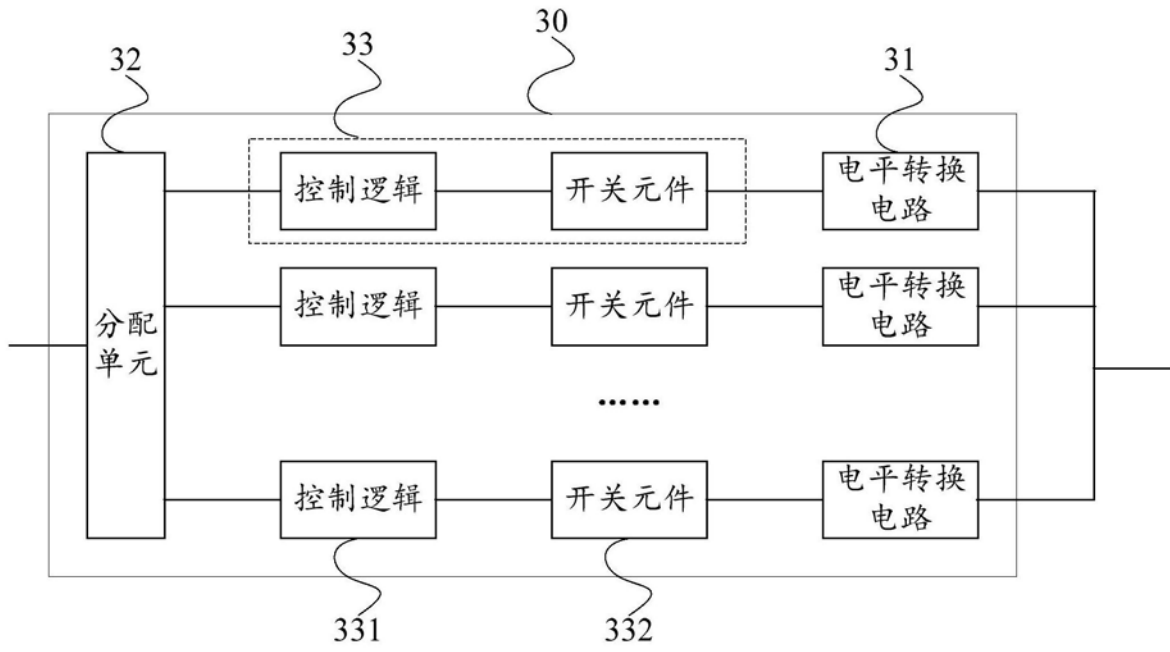 30
33
31
32
控制逻辑
开关元件
电平转换
电路
控制逻辑
开关元件
电平转换
电路
分配
单元
……
控制逻辑
开关元件
电平转换
电路
331
332